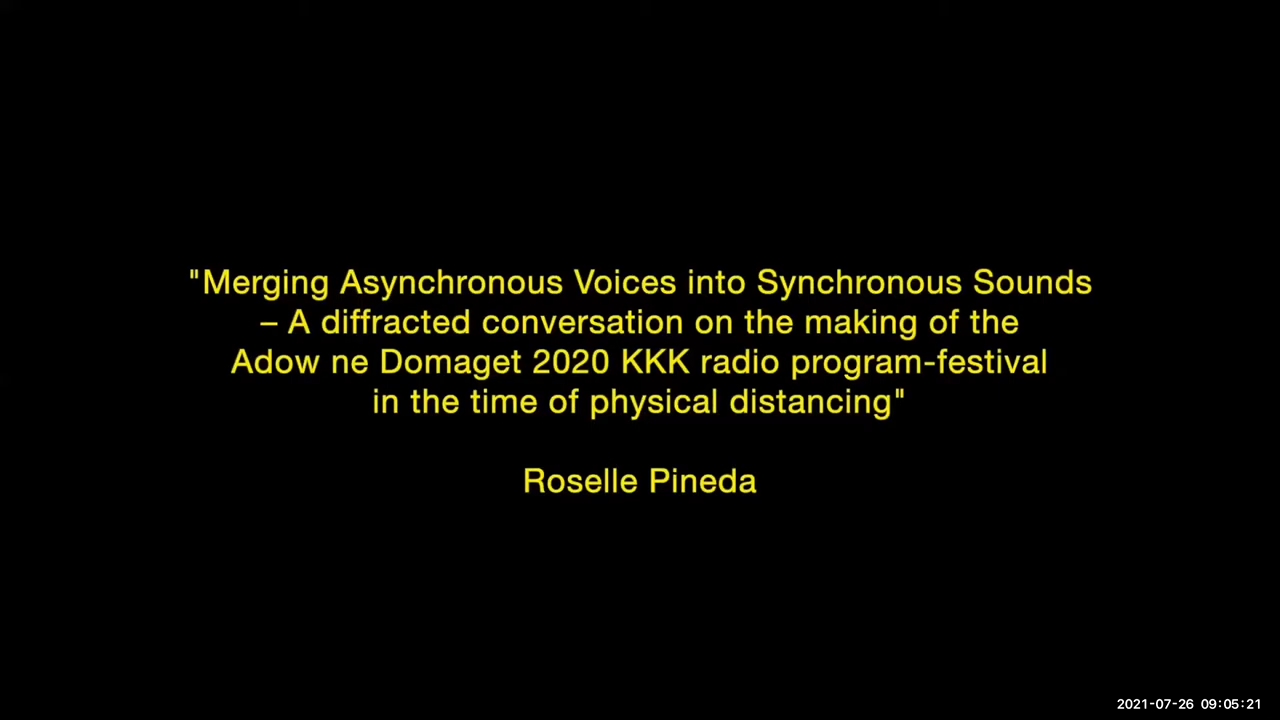 "Merging Asynchronous Voices into Synchronous Sounds
– A diffracted conversation on the making of the
Adow ne Domaget 2020 KKK radio program-festival
in the time of physical distancing"
Roselle Pineda
2021-07-26 09:05:21